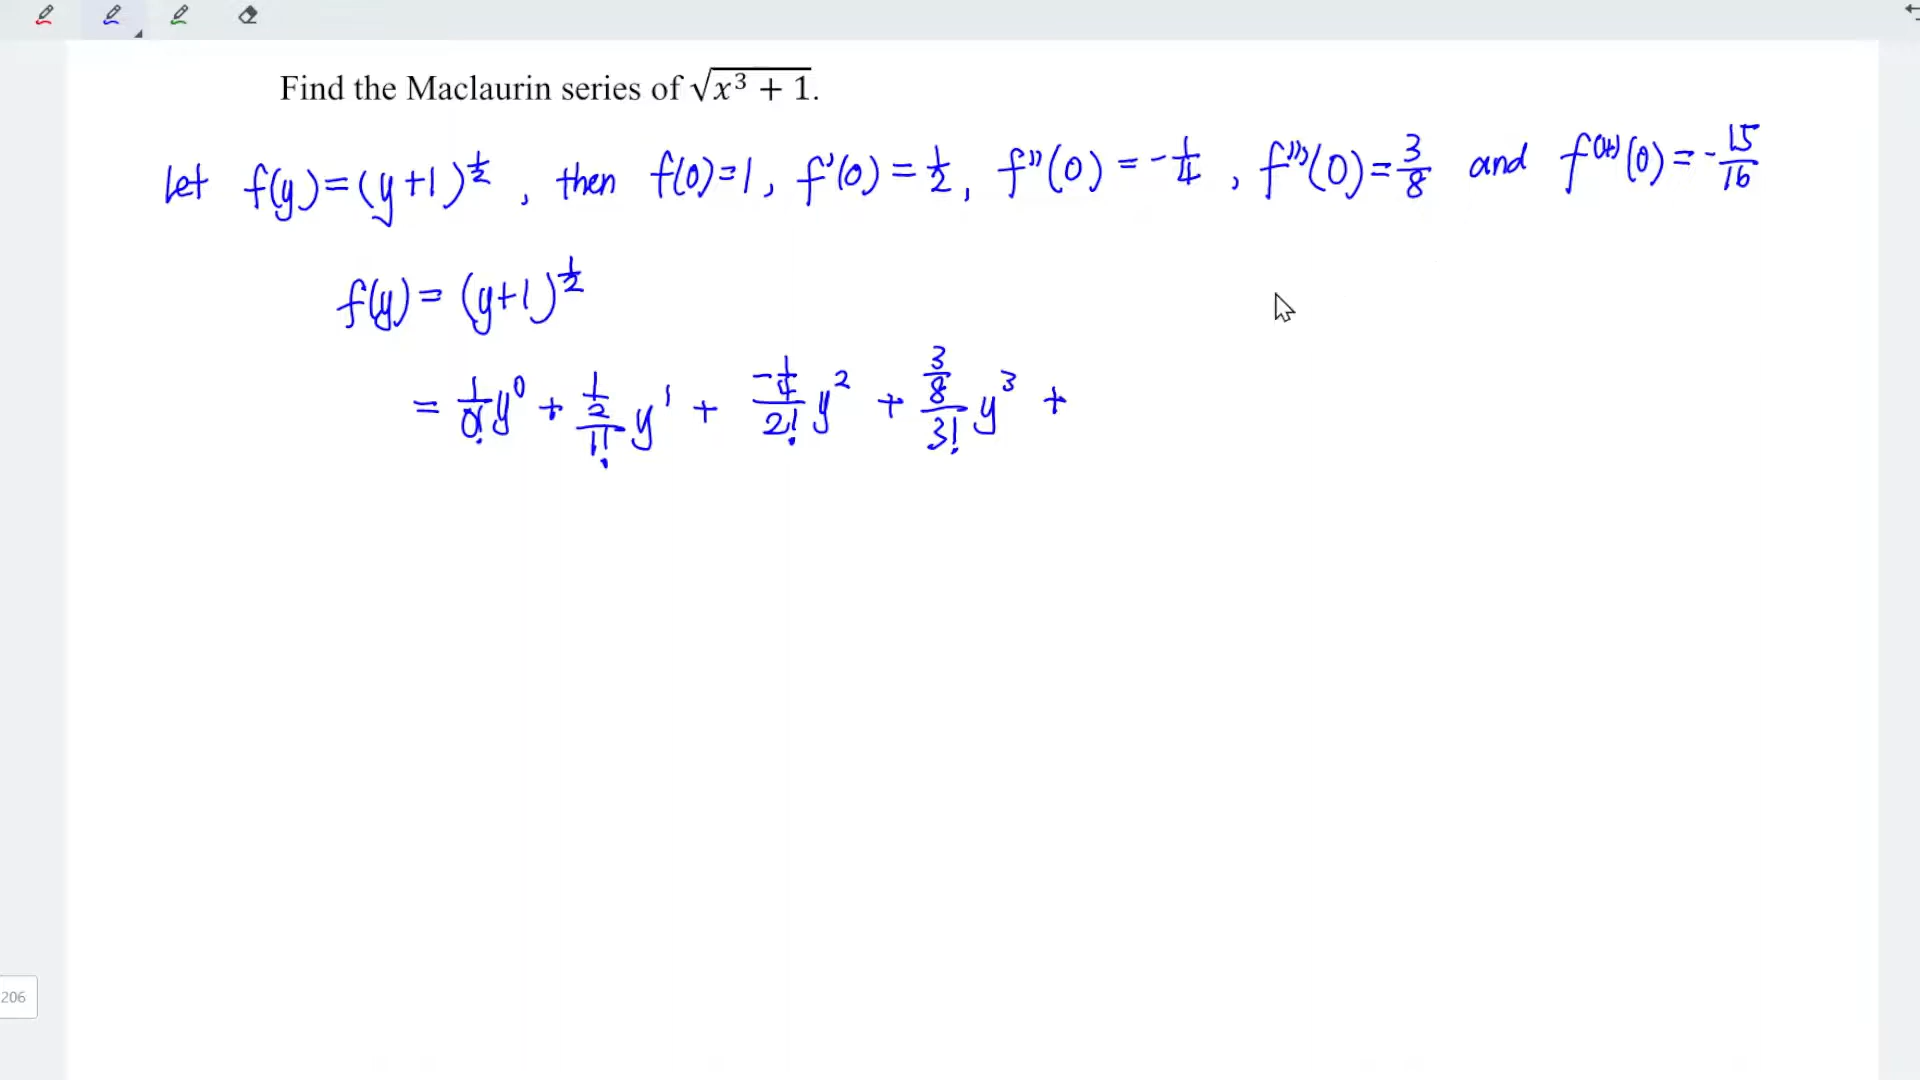 Find the Maclaurin series of √(x³ + 1).
Let f(y)=(y+1)^(1/2), then f(0)=1, f'(0)=1/2, f''(0)=-1/4, f'''(0)=3/8 and f⁽⁴⁾(0)=-15/16
f(y)=(y+1)^(1/2)
= 1/0! y⁰ + (1/2)/1! y¹ + (-1/4)/2! y² + (3/8)/3! y³ +
206